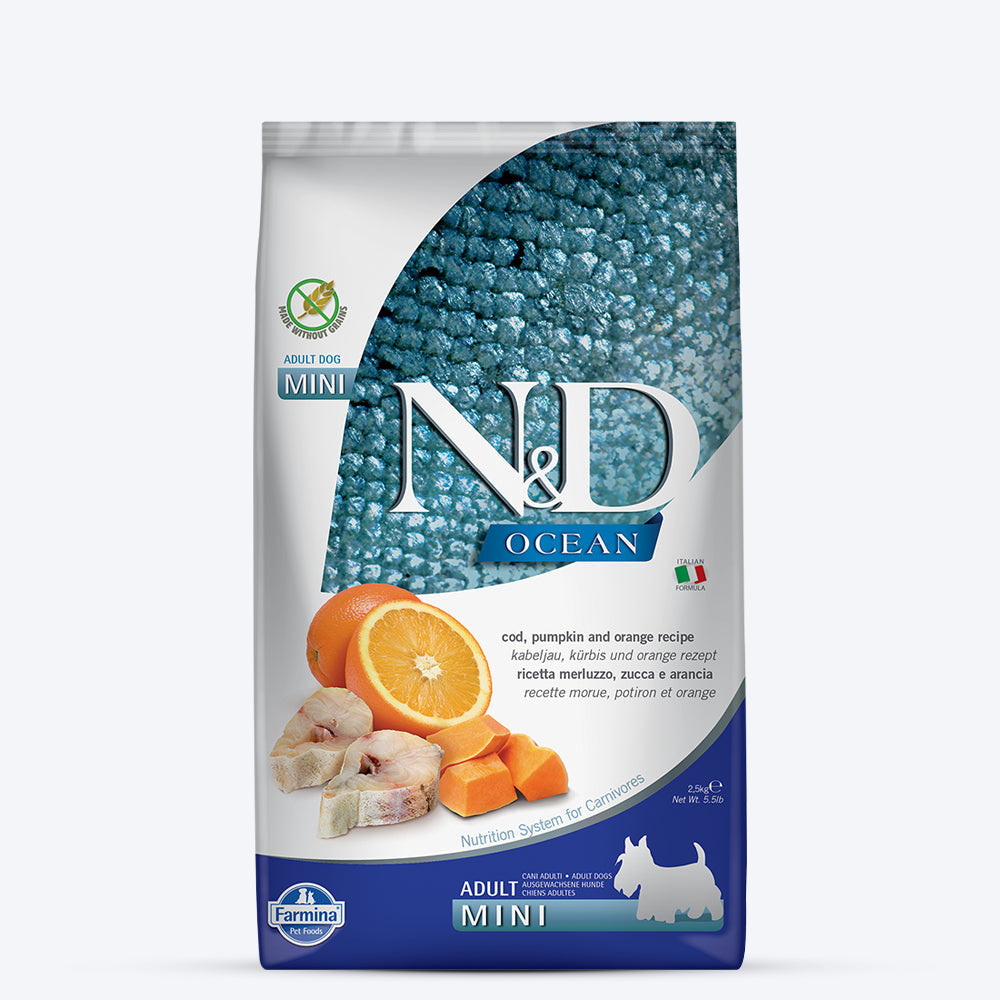 MADE WITHOUT GRAINS
ADULT DOG
MINI
N&D
OCEAN
ITALIAN
FORMULA
cod, pumpkin and orange recipe
kabeljau, kürbis und orange rezept
ricetta merluzzo, zucca e arancia
recette morue, potiron et orange
2,5kg℮
Net Wt. 5.5lb
Nutrition System for Carnivores
CANI ADULTI • ADULT DOGS
ADULT AUSGEWACHSENE HUNDE
CHIENS ADULTES
MINI
Farmina®
Pet Foods